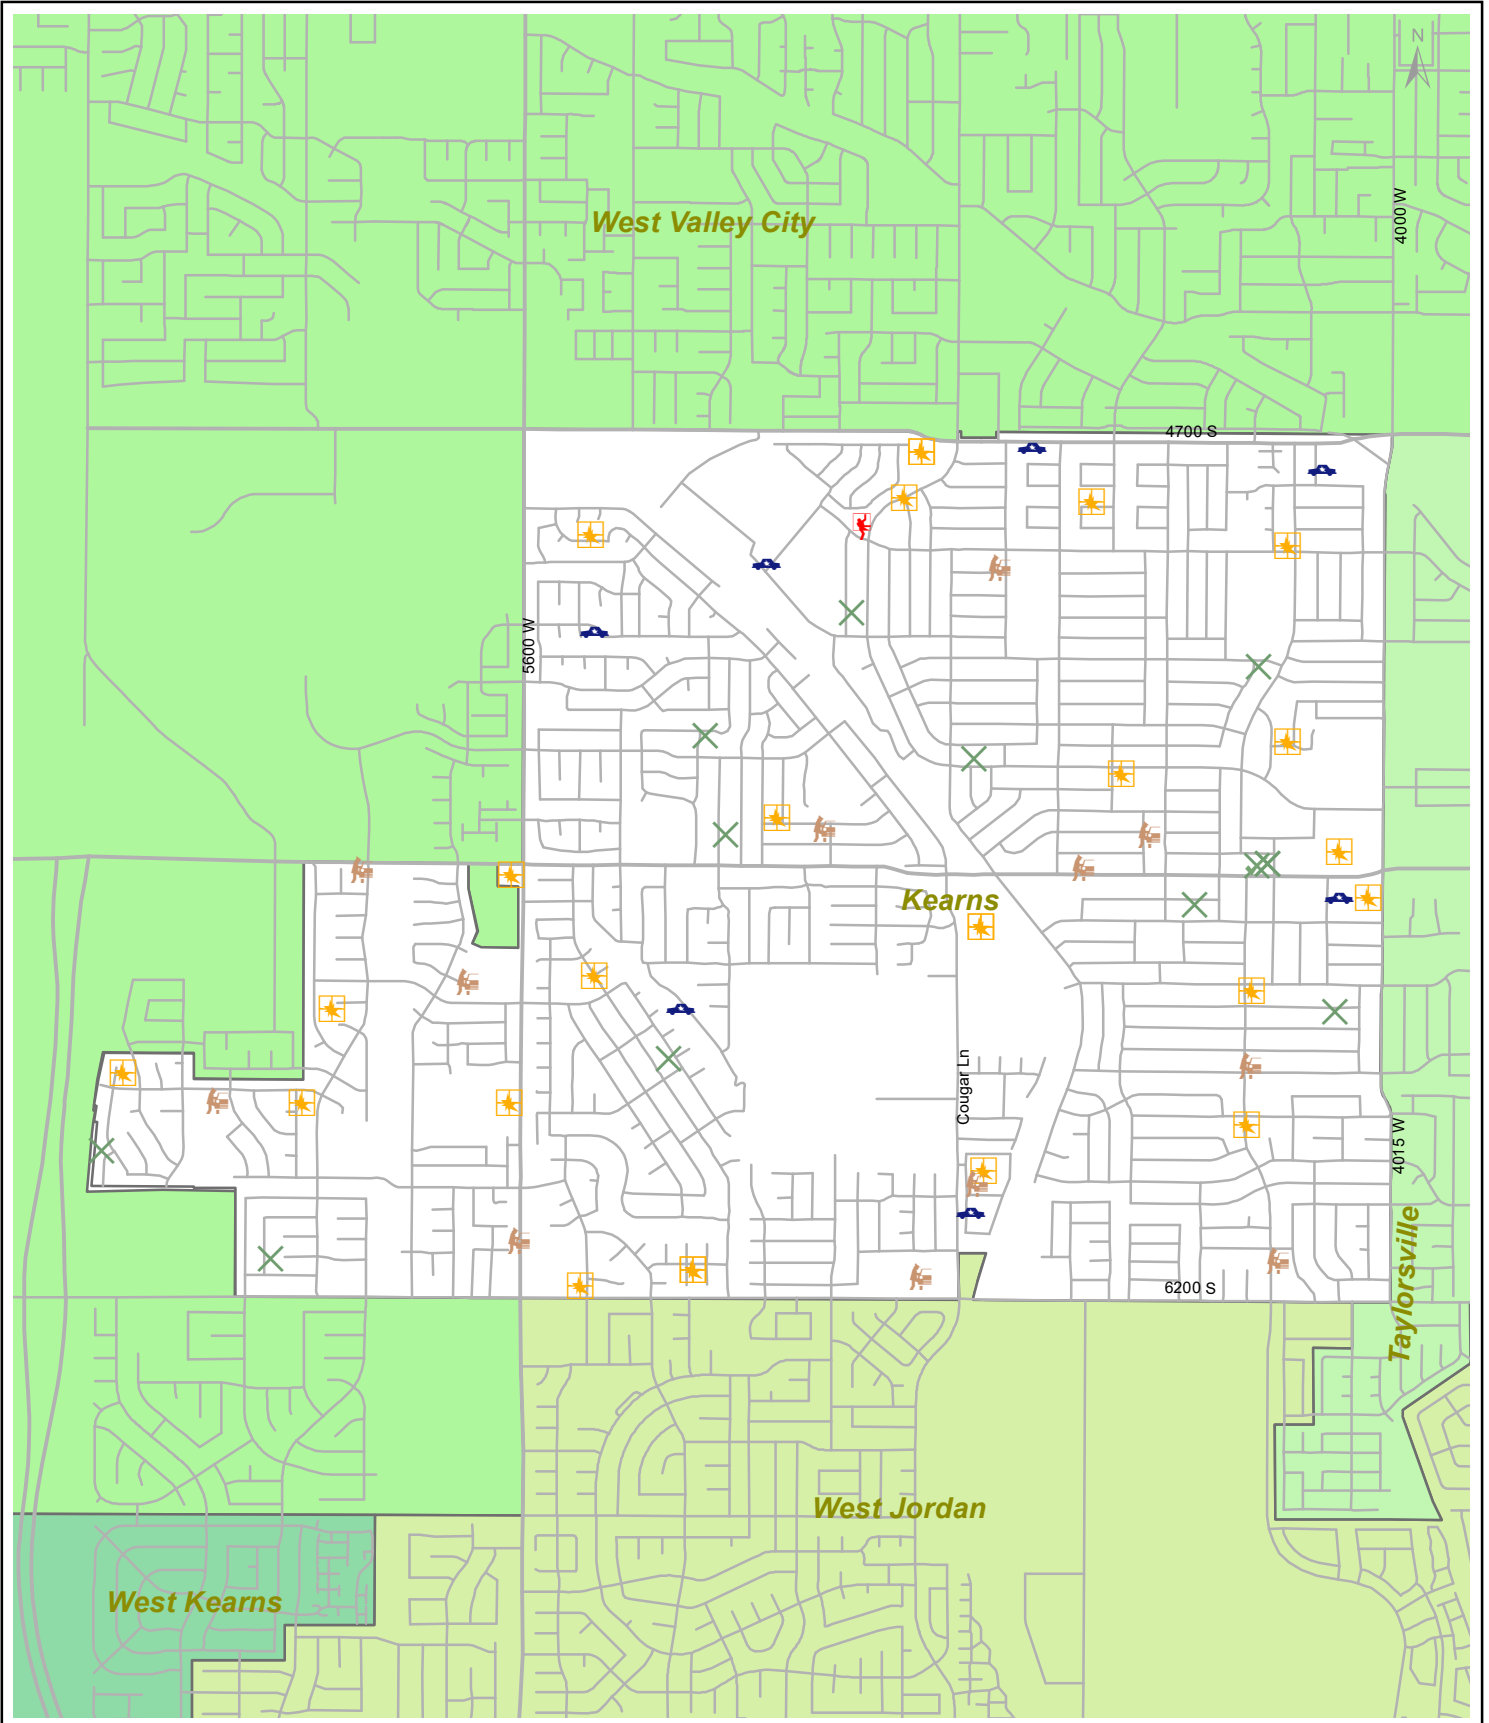 N
West Valley City
4000 W
4700 S
5600 W
Kearns
Cougar Ln
4015 W
Taylorsville
6200 S
West Jordan
West Kearns